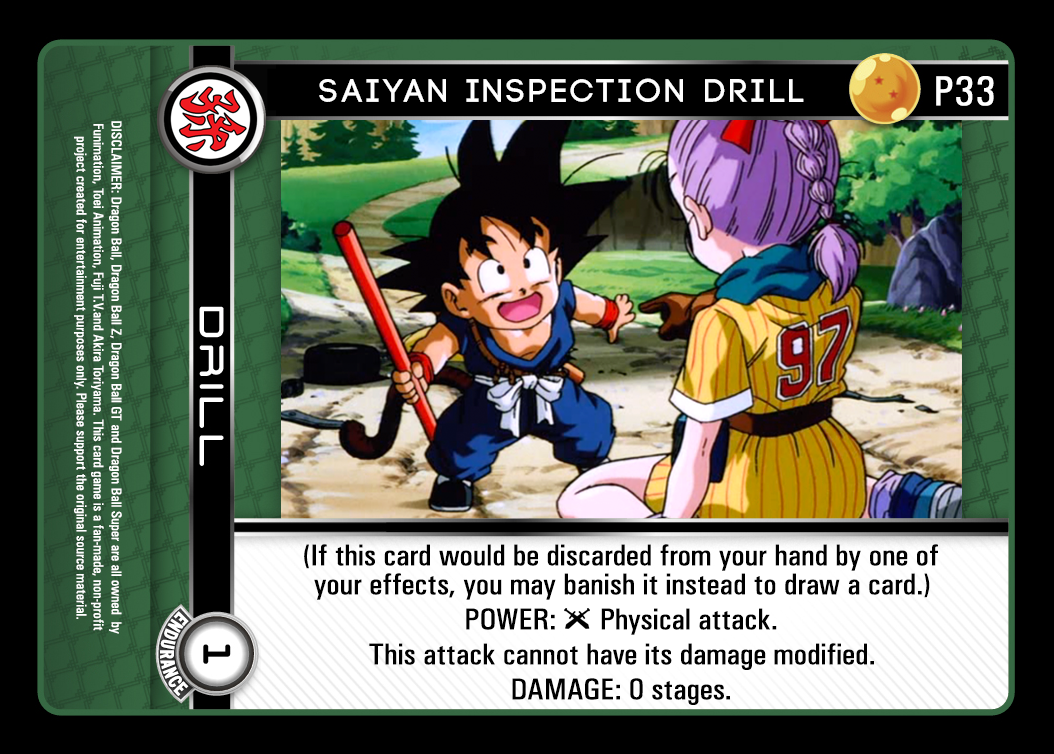 SAIYAN INSPECTION DRILL
P33
孫
DRILL
DISCLAIMER: Dragon Ball, Dragon Ball Z, Dragon Ball GT and Dragon Ball Super are all owned by
Funimation, Toei Animation, Fuji T.V.and Akira Toriyama. This card game is a fan-made, non-profit
project created for entertainment purposes only. Please support the original source material.
97
(If this card would be discarded from your hand by one of
your effects, you may banish it instead to draw a card.)
POWER: Physical attack.
This attack cannot have its damage modified.
DAMAGE: 0 stages.
1
ENDURANCE